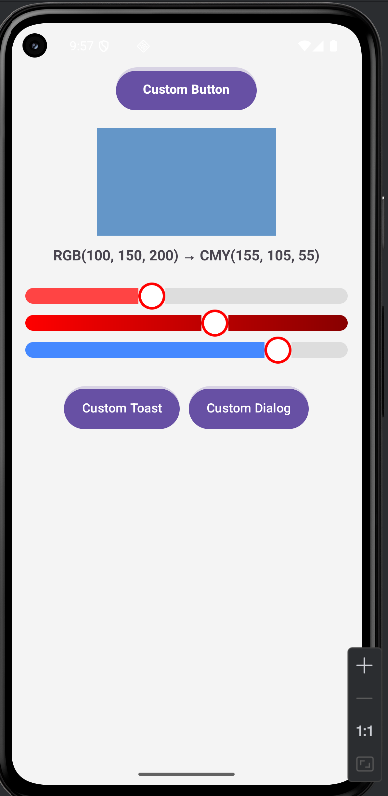 9:57
Custom Button
RGB(100, 150, 200) → CMY(155, 105, 55)
Custom Toast
Custom Dialog
1:1